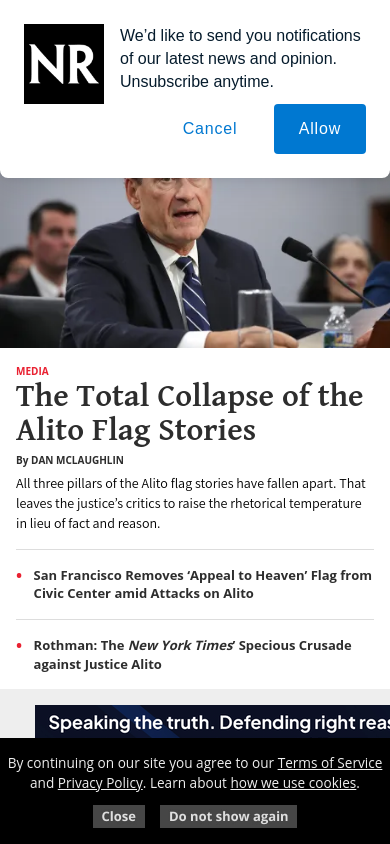 NR
We’d like to send you notifications
of our latest news and opinion.
Unsubscribe anytime.
Cancel
Allow
MEDIA
The Total Collapse of the
Alito Flag Stories
By DAN MCLAUGHLIN
All three pillars of the Alito flag stories have fallen apart. That
leaves the justice’s critics to raise the rhetorical temperature
in lieu of fact and reason.
San Francisco Removes ‘Appeal to Heaven’ Flag from
Civic Center amid Attacks on Alito
Rothman: The New York Times’ Specious Crusade
against Justice Alito
Speaking the truth. Defending right reas
By continuing on our site you agree to our Terms of Service
and Privacy Policy. Learn about how we use cookies.
Close
Do not show again